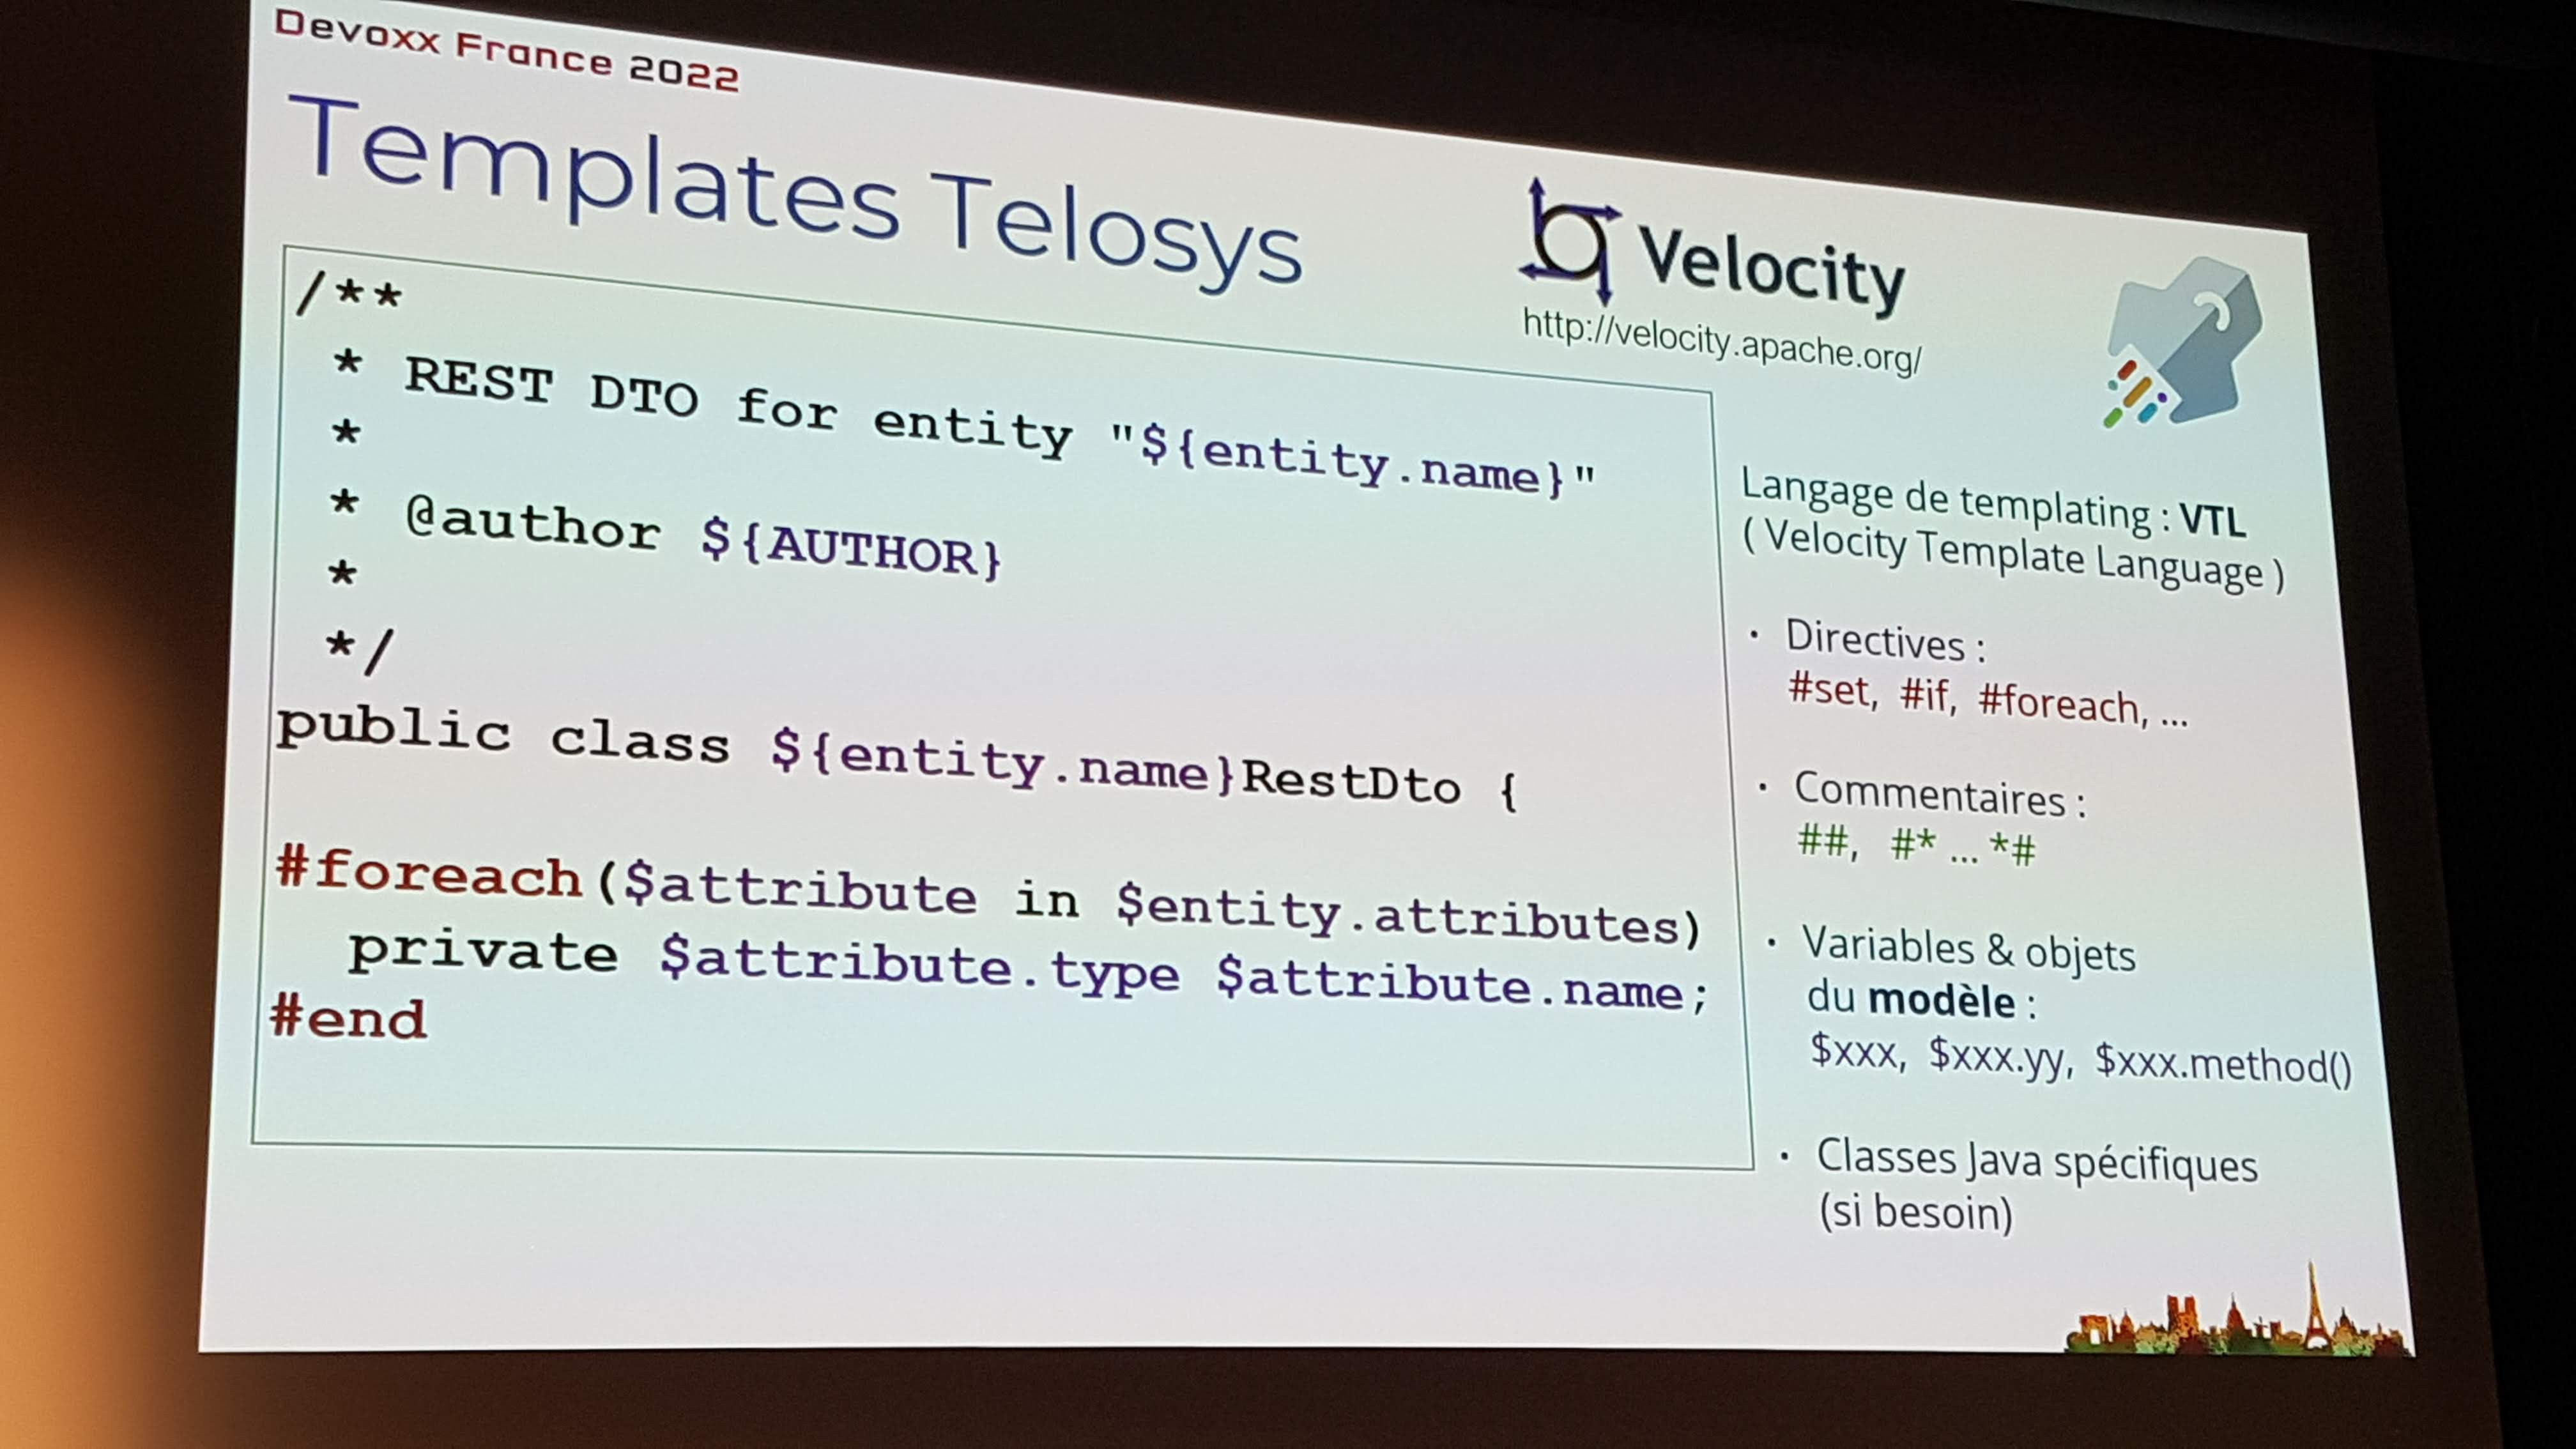 Devoxx France 2022
Templates Telosys
Velocity
http://velocity.apache.org/
/**
 * REST DTO for entity "${entity.name}"
 *
 * @author ${AUTHOR}
 *
 */
public class ${entity.name}RestDto {
#foreach($attribute in $entity.attributes)
  private $attribute.type $attribute.name;
#end
Langage de templating : VTL
( Velocity Template Language )
• Directives :
#set, #if, #foreach, ...
• Commentaires :
##, #* ... *#
• Variables & objets
du modèle :
$xxx, $xxx.yy, $xxx.method()
• Classes Java spécifiques
(si besoin)